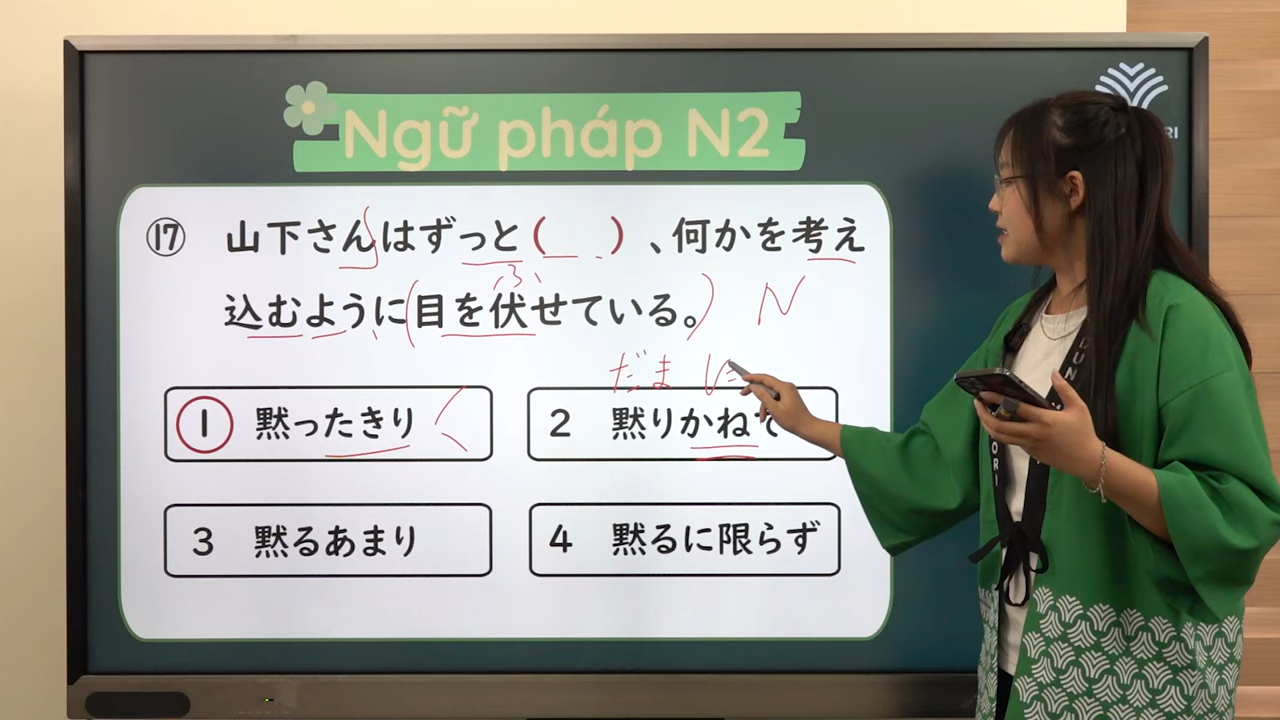 Ngữ pháp N2
⑰ 山下さんはずっと( )、何かを考え
ふ
込むように(目を伏せている。) N
だま
① 黙ったきり
2 黙りかねて
3 黙るあまり
4 黙るに限らず